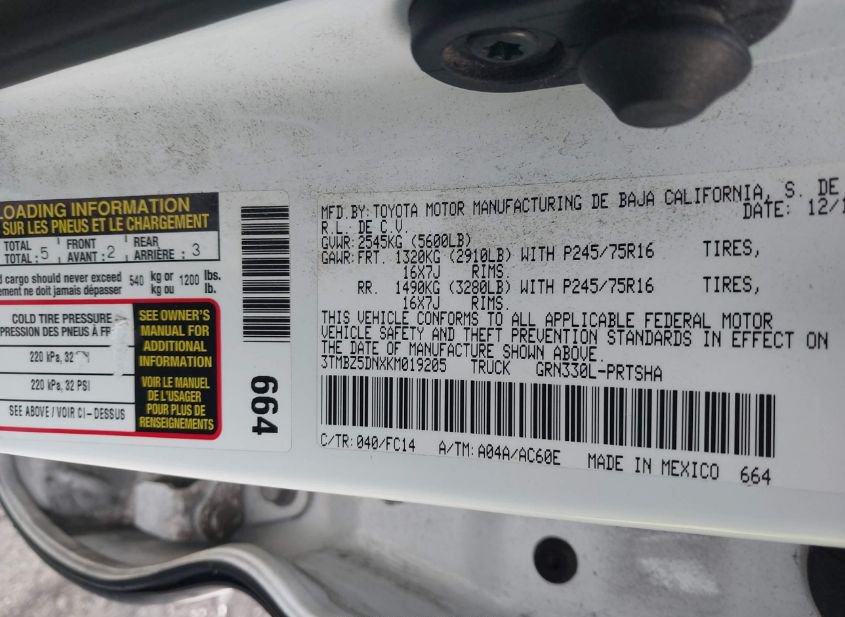 LOADING INFORMATION
SUR LES PNEUS ET LE CHARGEMENT
TOTAL 5 FRONT 2 REAR 3
TOTAL: AVANT: ARRIÈRE:
cargo should never exceed 540 kg or 1200 lbs.
ne doit jamais dépasser kg ou lb.
COLD TIRE PRESSURE
PRESSION DES PNEUS À
220 kPa, 32
220 kPa, 32 PSI
SEE ABOVE / VOIR CI-DESSUS
SEE OWNER'S
MANUAL FOR
ADDITIONAL
INFORMATION
VOIR LE MANUEL
DE L'USAGER
POUR PLUS DE
RENSEIGNEMENTS
664
MFD.BY:TOYOTA MOTOR MANUFACTURING DE BAJA CALIFORNIA, S. DE
R.L. DE C.V. DATE: 12/1
GVWR:2545KG (5600LB)
GAWR:FRT. 1320KG (2910LB) WITH P245/75R16 TIRES,
16X7J RIMS.
RR. 1490KG (3280LB) WITH P245/75R16 TIRES,
16X7J RIMS.
THIS VEHICLE CONFORMS TO ALL APPLICABLE FEDERAL MOTOR
VEHICLE SAFETY AND THEFT PREVENTION STANDARDS IN EFFECT ON
THE DATE OF MANUFACTURE SHOWN ABOVE.
3TMBZ5DNXKM019205 TRUCK GRN330L-PRTSHA
C/TR:040/FC14 A/TM:A04A/AC60E MADE IN MEXICO 664